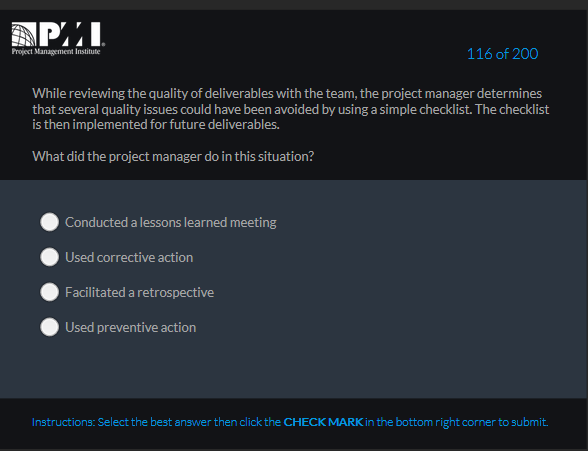 PMI
Project Management Institute
116 of 200
While reviewing the quality of deliverables with the team, the project manager determines
that several quality issues could have been avoided by using a simple checklist. The checklist
is then implemented for future deliverables.
What did the project manager do in this situation?
Conducted a lessons learned meeting
Used corrective action
Facilitated a retrospective
Used preventive action
Instructions: Select the best answer then click the CHECK MARK in the bottom right corner to submit.